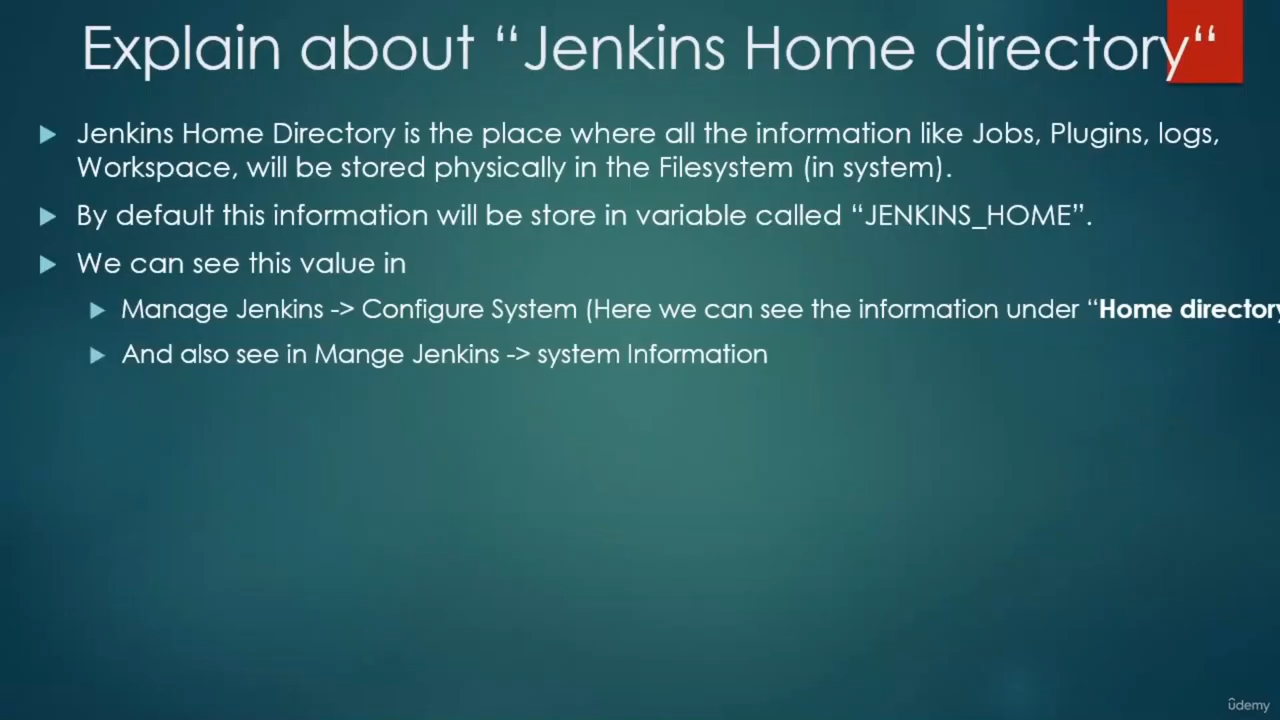 Explain about “Jenkins Home directory“
Jenkins Home Directory is the place where all the information like Jobs, Plugins, logs,
Workspace, will be stored physically in the Filesystem (in system).
By default this information will be store in variable called “JENKINS_HOME”.
We can see this value in
Manage Jenkins -> Configure System (Here we can see the information under “Home directory
And also see in Mange Jenkins -> system Information
ûdemy